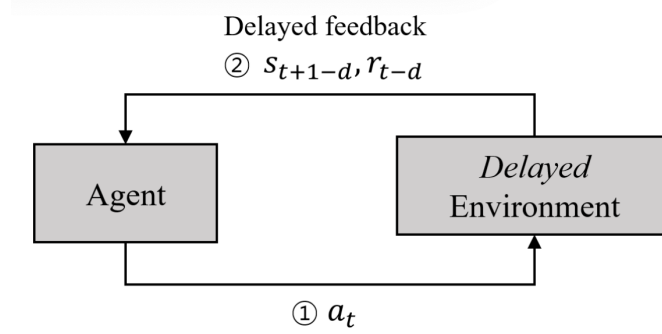 Delayed feedback
② s_{t+1-d}, r_{t-d}
Agent
Delayed
Environment
① a_t